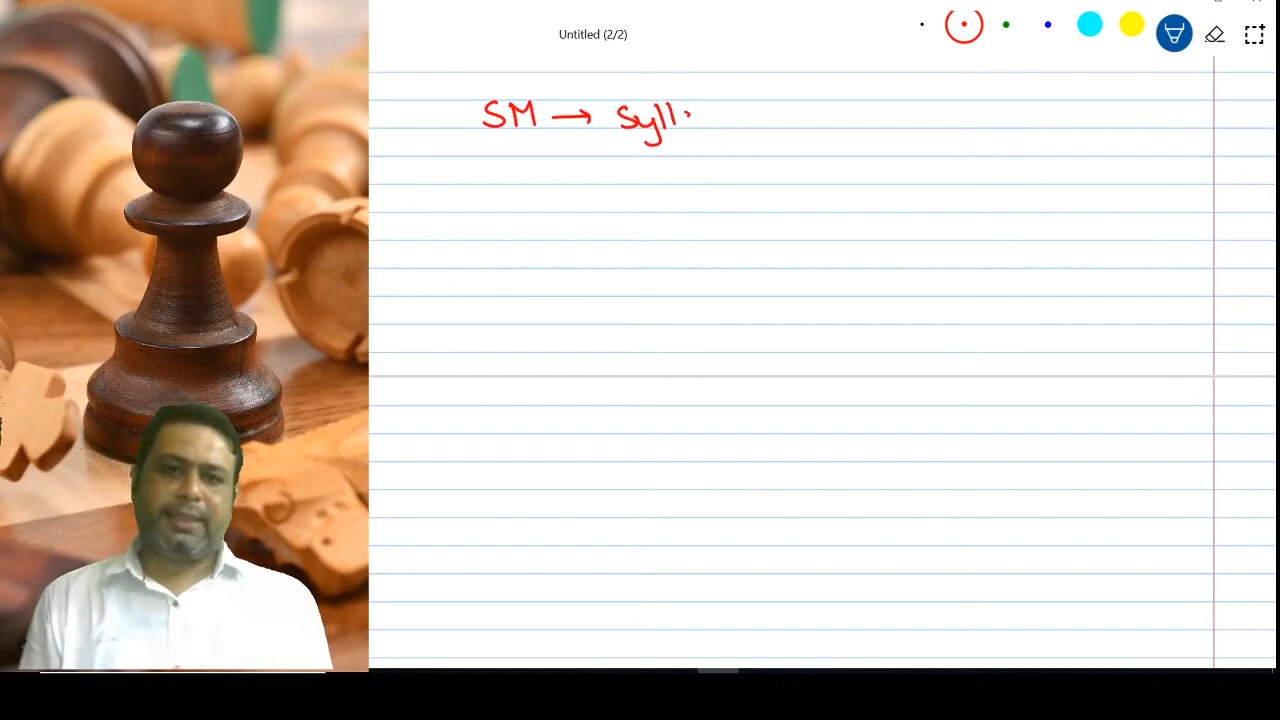 Untitled (2/2)
SM → Syll.